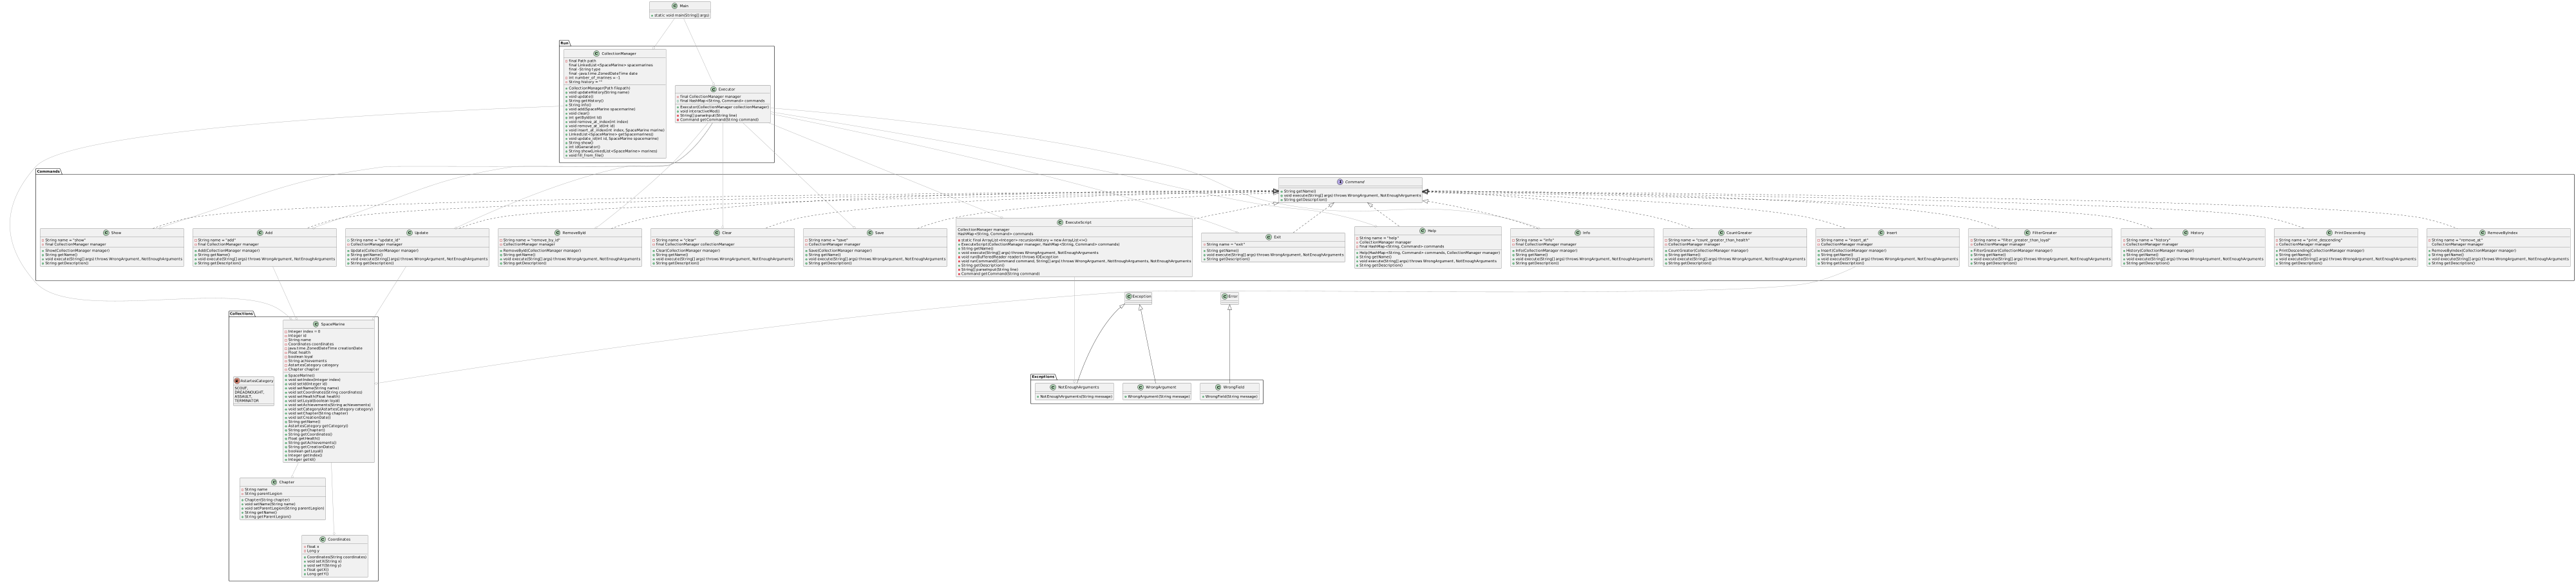 Main
static void main(String[] args)
Run
CollectionManager
final Path path
final LinkedList<SpaceMarine> spacemarines
final String type
final java.time.ZonedDateTime data
int number_of_marines = -1
String history = ""
CollectionManager(Path filepath)
void updateHistory(String name)
void update()
String getHistory()
String info()
void add(SpaceMarine spacemarine)
void clear()
int getById(int id)
void remove_at_index(int index)
void remove_at_id(int id)
void insert_at_index(int index, SpaceMarine marine)
LinkedList<SpaceMarine> getSpacemarines()
void update_id(int id, SpaceMarine spacemarine)
String show()
int idGenerator()
String show(LinkedList<SpaceMarine> marines)
void fill_from_file()
Executor
final CollectionManager manager
final HashMap<String, Command> commands
Executor(CollectionManager collectionManager)
void interactiveMod()
String[] parseInput(String line)
Command getCommand(String command)
Commands
Command
String getName()
void execute(String[] args) throws WrongArgument, NotEnoughArguments
String getDescription()
Show
String name = "show"
final CollectionManager manager
Show(CollectionManager manager)
String getName()
void execute(String[] args) throws WrongArgument, NotEnoughArguments
String getDescription()
Add
String name = "add"
final CollectionManager manager
Add(CollectionManager manager)
String getName()
void execute(String[] args) throws WrongArgument, NotEnoughArguments
String getDescription()
Update
String name = "update_id"
CollectionManager manager
Update(CollectionManager manager)
String getName()
void execute(String[] args) throws WrongArgument, NotEnoughArguments
String getDescription()
RemoveById
String name = "remove_by_id"
CollectionManager manager
RemoveById(CollectionManager manager)
String getName()
void execute(String[] args) throws WrongArgument, NotEnoughArguments
String getDescription()
Clear
String name = "clear"
final CollectionManager collectionManager
Clear(CollectionManager manager)
String getName()
void execute(String[] args) throws WrongArgument, NotEnoughArguments
String getDescription()
Save
String name = "save"
CollectionManager manager
Save(CollectionManager manager)
String getName()
void execute(String[] args) throws WrongArgument, NotEnoughArguments
String getDescription()
ExecuteScript
CollectionManager manager
HashMap<String, Command> commands
static final ArrayList<Integer> recursionHistory = new ArrayList<>()
ExecuteScript(CollectionManager manager, HashMap<String, Command> commands)
String getName()
void execute(String[] args) throws WrongArgument, NotEnoughArguments
void run(BufferedReader reader) throws IOException
void runCommand(Command command, String[] args) throws WrongArgument, NotEnoughArguments, NotEnoughArguments
String getDescription()
String[] parseInput(String line)
Command getCommand(String command)
Exit
String name = "exit"
String getName()
void execute(String[] args) throws WrongArgument, NotEnoughArguments
String getDescription()
Help
String name = "help"
CollectionManager manager
final HashMap<String, Command> commands
Help(HashMap<String, Command> commands, CollectionManager manager)
String getName()
void execute(String[] args) throws WrongArgument, NotEnoughArguments
String getDescription()
Info
String name = "info"
final CollectionManager manager
Info(CollectionManager manager)
String getName()
void execute(String[] args) throws WrongArgument, NotEnoughArguments
String getDescription()
CountGreater
String name = "count_greater_than_health"
CollectionManager manager
CountGreater(CollectionManager manager)
String getName()
void execute(String[] args) throws WrongArgument, NotEnoughArguments
String getDescription()
Insert
String name = "insert_at"
CollectionManager manager
Insert(CollectionManager manager)
String getName()
void execute(String[] args) throws WrongArgument, NotEnoughArguments
String getDescription()
FilterGreater
String name = "filter_greater_than_loyal"
CollectionManager manager
FilterGreater(CollectionManager manager)
String getName()
void execute(String[] args) throws WrongArgument, NotEnoughArguments
String getDescription()
History
String name = "history"
CollectionManager manager
History(CollectionManager manager)
String getName()
void execute(String[] args) throws WrongArgument, NotEnoughArguments
String getDescription()
PrintDescending
String name = "print_descending"
CollectionManager manager
PrintDescending(CollectionManager manager)
String getName()
void execute(String[] args) throws WrongArgument, NotEnoughArguments
String getDescription()
RemoveByIndex
String name = "remove_at"
CollectionManager manager
RemoveByIndex(CollectionManager manager)
String getName()
void execute(String[] args) throws WrongArgument, NotEnoughArguments
String getDescription()
Exception
Error
Collections
SpaceMarine
Integer index = 0
Integer id
String name
Coordinates coordinates
java.time.ZonedDateTime creationDate
Float health
boolean loyal
String achievements
AstartesCategory category
Chapter chapter
SpaceMarine()
void setIndex(Integer index)
void setId(Integer id)
void setName(String name)
void setCoordinates(String coordinates)
void setHealth(Float health)
void setLoyal(boolean loyal)
void setAchievements(String achievements)
void setCategory(AstartesCategory category)
void setChapter(String chapter)
void setCreationDate()
String getName()
AstartesCategory getCategory()
String getChapter()
String getCoordinates()
Float getHealth()
String getAchievements()
String getCreationDate()
boolean getLoyal()
Integer getIndex()
Integer getId()
AstartesCategory
SCOUT,
DREADNOUGHT,
ASSAULT,
TERMINATOR
Exceptions
NotEnoughArguments
NotEnoughArguments(String message)
WrongArgument
WrongArgument(String message)
WrongField
WrongField(String message)
Chapter
String name
String parentLegion
Chapter(String chapter)
void setName(String name)
void setParentLegion(String parentLegion)
String getName()
String getParentLegion()
Coordinates
Float x
Long y
Coordinates(String coordinates)
void setX(String x)
void setY(String y)
Float getX()
Long getY()